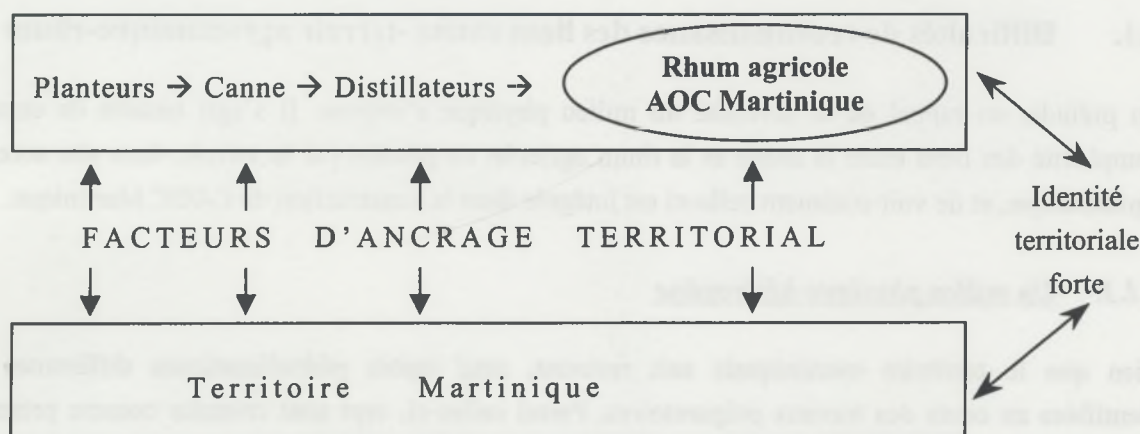 Planteurs → Canne → Distillateurs →
Rhum agricole
AOC Martinique
FACTEURS D'ANCRAGE TERRITORIAL
Identité
territoriale
forte
Territoire Martinique